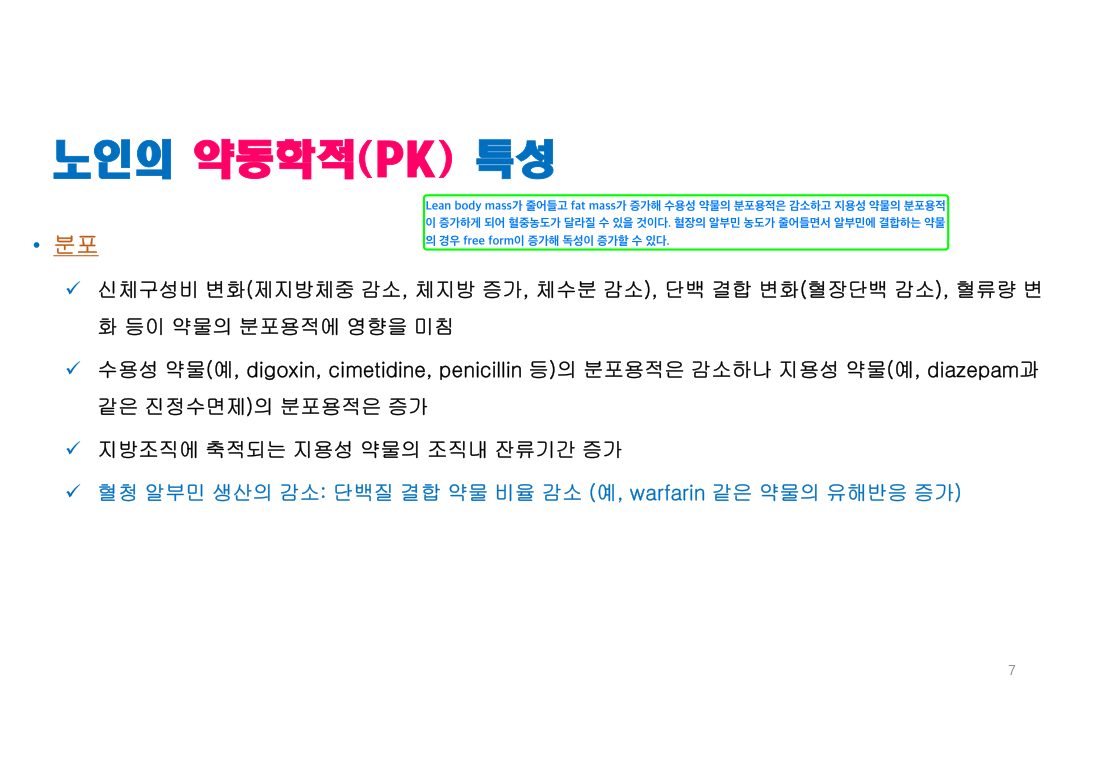 노인의 약동학적(PK) 특성
Lean body mass가 줄어들고 fat mass가 증가해 수용성 약물의 분포용적은 감소하고 지용성 약물의 분포용적
이 증가하게 되어 혈중농도가 달라질 수 있을 것이다. 혈장의 알부민 농도가 줄어들면서 알부민에 결합하는 약물
의 경우 free form이 증가해 독성이 증가할 수 있다.
• 분포
✓ 신체구성비 변화(제지방체중 감소, 체지방 증가, 체수분 감소), 단백 결합 변화(혈장단백 감소), 혈류량 변
화 등이 약물의 분포용적에 영향을 미침
✓ 수용성 약물(예, digoxin, cimetidine, penicillin 등)의 분포용적은 감소하나 지용성 약물(예, diazepam과
같은 진정수면제)의 분포용적은 증가
✓ 지방조직에 축적되는 지용성 약물의 조직내 잔류기간 증가
✓ 혈청 알부민 생산의 감소: 단백질 결합 약물 비율 감소 (예, warfarin 같은 약물의 유해반응 증가)
7